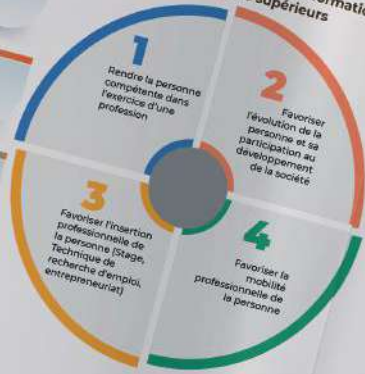 supérieurs
1
Rendre la personne
compétente dans
l'exercice d'une
profession
2
Favoriser
l'évolution de la
personne et sa
participation au
développement
de la société
3
Favoriser l'insertion
professionnelle de
la personne (Stage,
Technique de
recherche d'emploi,
entrepreneuriat)
4
Favoriser la
mobilité
professionnelle de
la personne